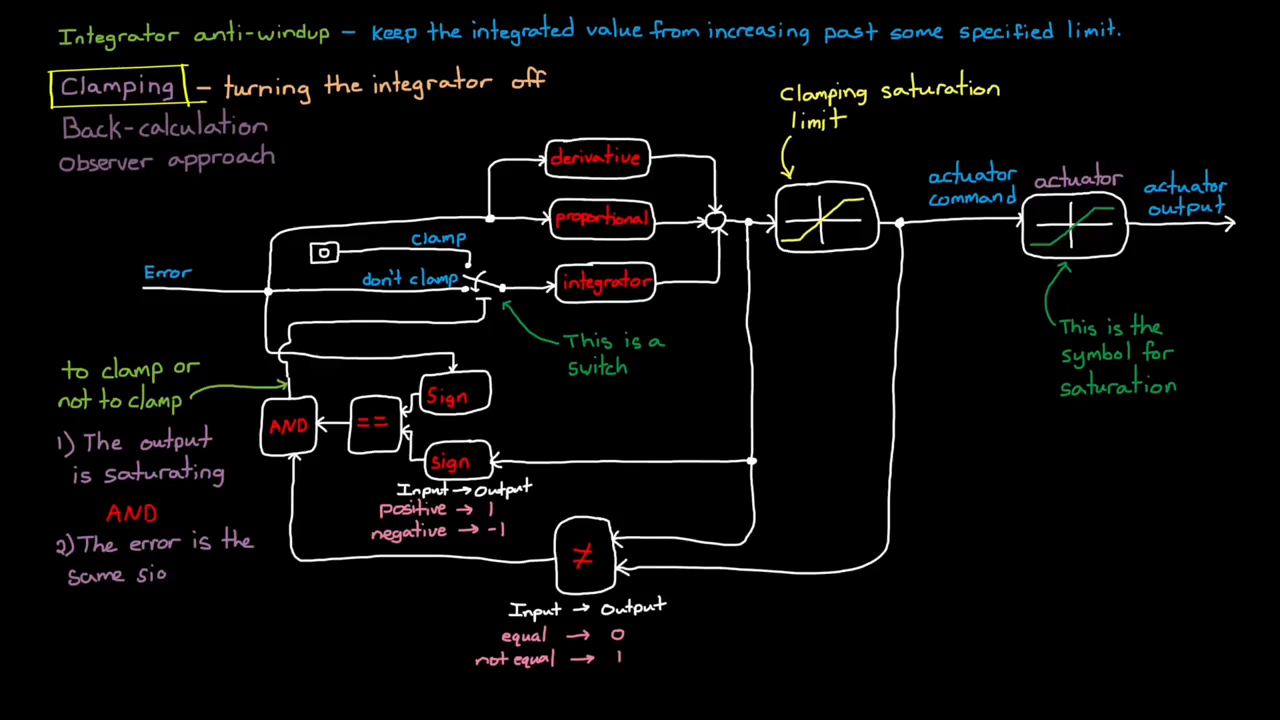 Integrator anti-windup – keep the integrated value from increasing past some specified limit.
Clamping – turning the integrator off
Back-calculation
observer approach
Clamping saturation
limit
derivative
proportional
integrator
actuator
command
actuator
actuator
output
Error
0
clamp
don't clamp
This is a
switch
This is the
symbol for
saturation
to clamp or
not to clamp
AND
==
Sign
sign
Input → Output
positive → 1
negative → -1
1) The output
is saturating
AND
2) The error is the
same sig
≠
Input → Output
equal → 0
not equal → 1